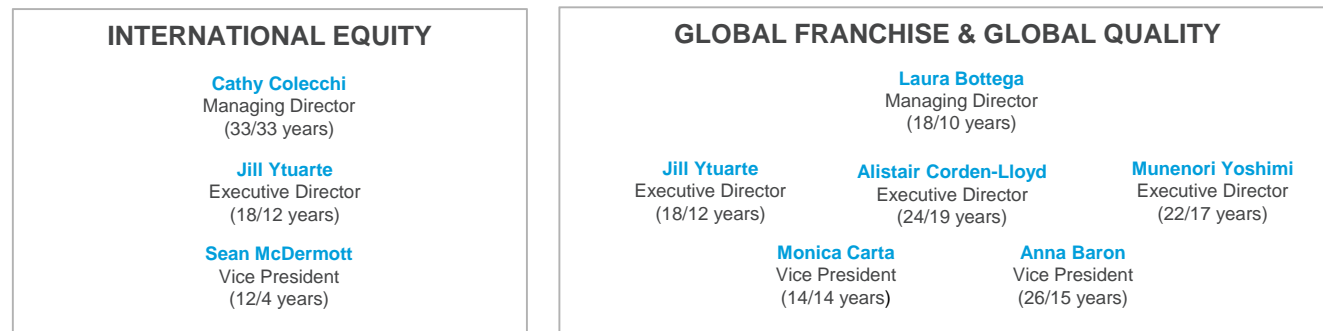 INTERNATIONAL EQUITY
Cathy Colecchi
Managing Director
(33/33 years)
Jill Ytuarte
Executive Director
(18/12 years)
Sean McDermott
Vice President
(12/4 years)
GLOBAL FRANCHISE & GLOBAL QUALITY
Laura Bottega
Managing Director
(18/10 years)
Jill Ytuarte
Executive Director
(18/12 years)
Alistair Corden-Lloyd
Executive Director
(24/19 years)
Munenori Yoshimi
Executive Director
(22/17 years)
Monica Carta
Vice President
(14/14 years)
Anna Baron
Vice President
(26/15 years)